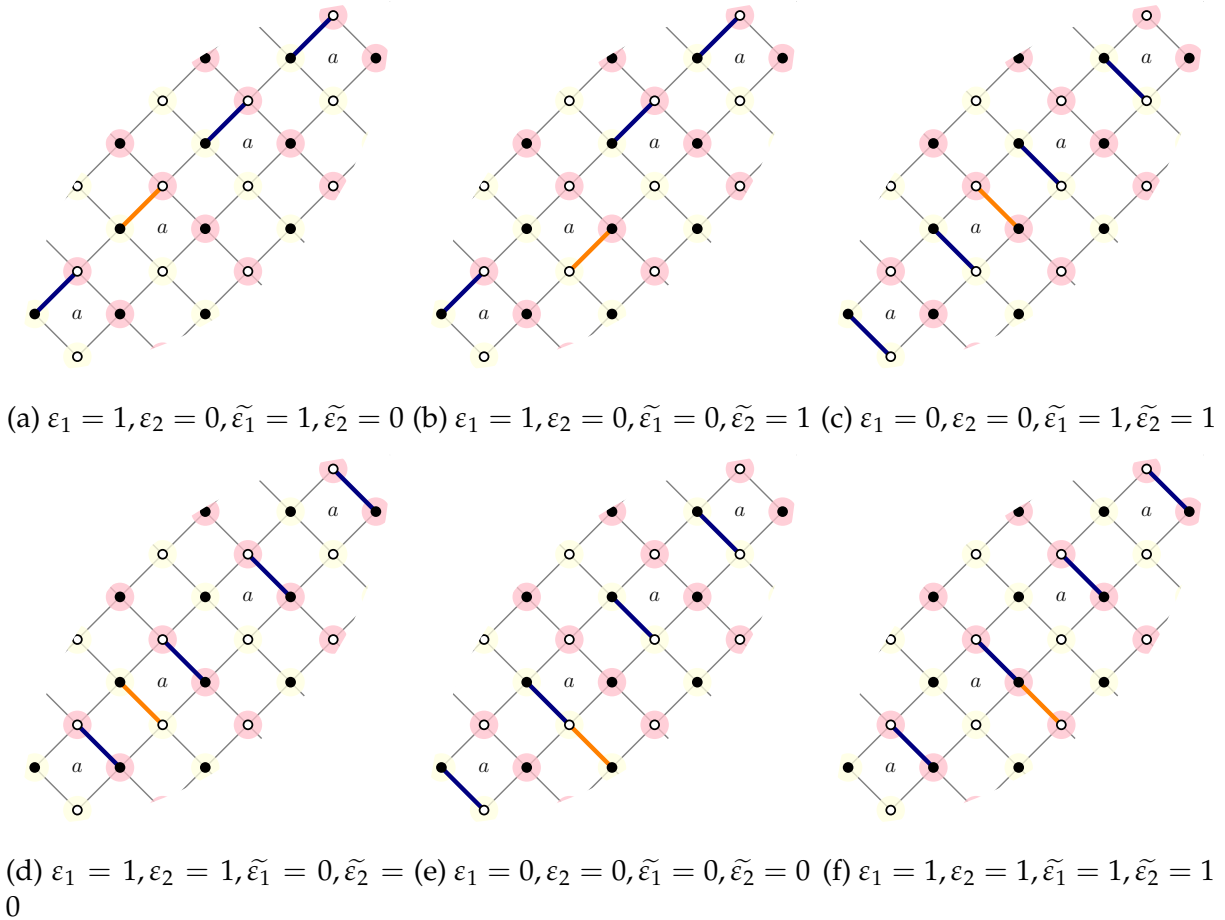 a a a
a a a
a a a
a a a
(a) ε₁ = 1, ε₂ = 0, ε̃₁ = 1, ε̃₂ = 0 (b) ε₁ = 1, ε₂ = 0, ε̃₁ = 0, ε̃₂ = 1 (c) ε₁ = 0, ε₂ = 0, ε̃₁ = 1, ε̃₂ = 1
a a a
a a a
a a a
a a a
(d) ε₁ = 1, ε₂ = 1, ε̃₁ = 0, ε̃₂ = (e) ε₁ = 0, ε₂ = 0, ε̃₁ = 0, ε̃₂ = 0 (f) ε₁ = 1, ε₂ = 1, ε̃₁ = 1, ε̃₂ = 1
0